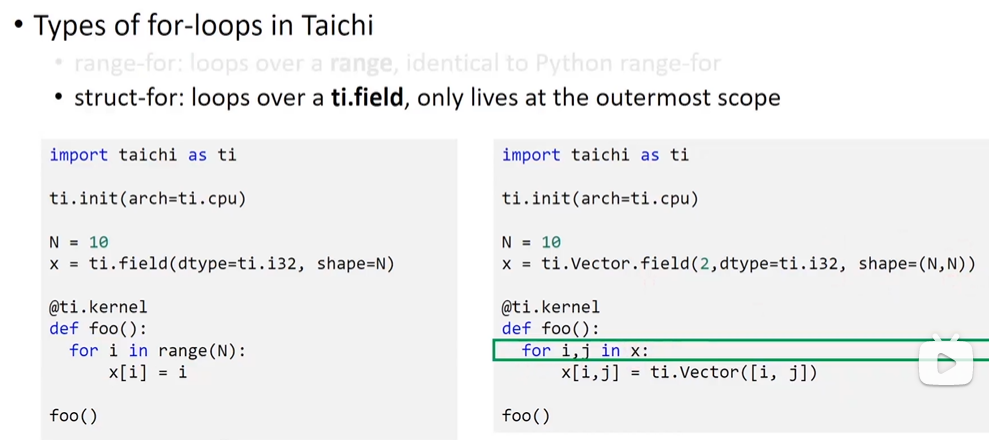 • Types of for-loops in Taichi
• range-for: loops over a range, identical to Python range-for
• struct-for: loops over a ti.field, only lives at the outermost scope
import taichi as ti
ti.init(arch=ti.cpu)
N = 10
x = ti.field(dtype=ti.i32, shape=N)
@ti.kernel
def foo():
  for i in range(N):
      x[i] = i
foo()
import taichi as ti
ti.init(arch=ti.cpu)
N = 10
x = ti.Vector.field(2,dtype=ti.i32, shape=(N,N))
@ti.kernel
def foo():
  for i,j in x:
      x[i,j] = ti.Vector([i, j])
foo()